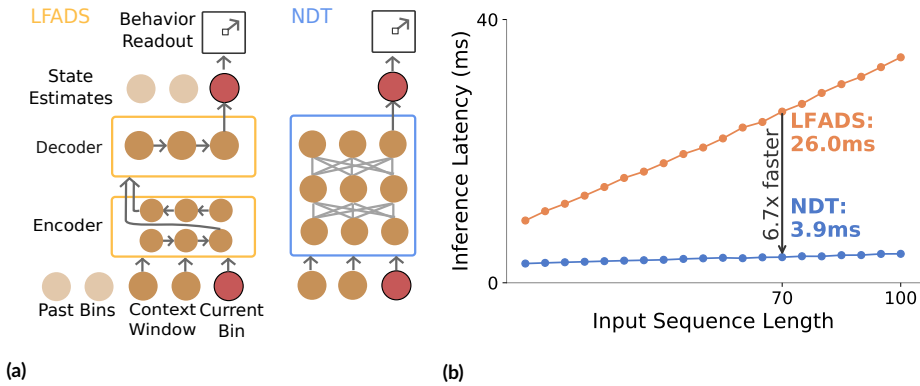 LFADS
Behavior
Readout
NDT
State
Estimates
Decoder
Encoder
Past Bins
Context
Window
Current
Bin
(a)
40
Inference Latency (ms)
0
LFADS:
26.0ms
6.7x faster
NDT:
3.9ms
70
100
Input Sequence Length
(b)